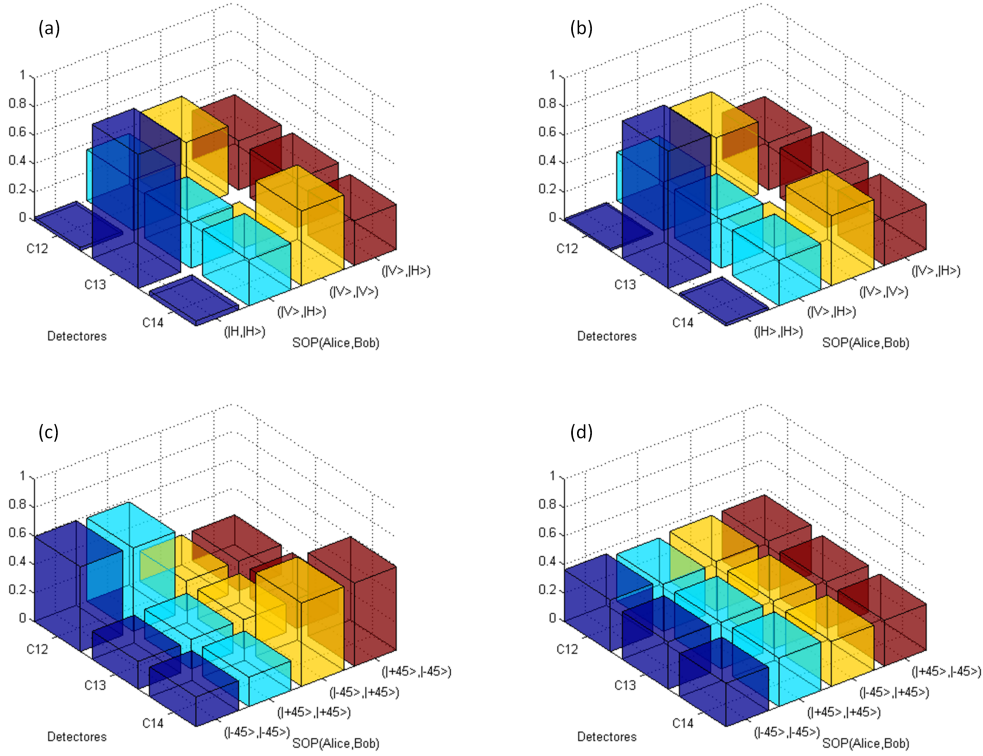 (a)
1
0.8
0.6
0.4
0.2
0
C12
C13
C14
Detectores
(|H,|H>)
(|V>,|H>)
(|V>,|V>)
(|V>,|H>)
SOP(Alice,Bob)
(b)
1
0.8
0.6
0.4
0.2
0
C12
C13
C14
Detectores
(|H>,|H>)
(|V>,|H>)
(|V>,|V>)
(|V>,|H>)
SOP(Alice,Bob)
(c)
1
0.8
0.6
0.4
0.2
0
C12
C13
C14
Detectores
(|-45>,|-45>)
(|+45>,|+45>)
(|-45>,|+45>)
(|+45>,|-45>)
SOP(Alice,Bob)
(d)
1
0.8
0.6
0.4
0.2
0
C12
C13
C14
Detectores
(|-45>,|-45>)
(|+45>,|+45>)
(|-45>,|+45>)
(|+45>,|-45>)
SOP(Alice,Bob)